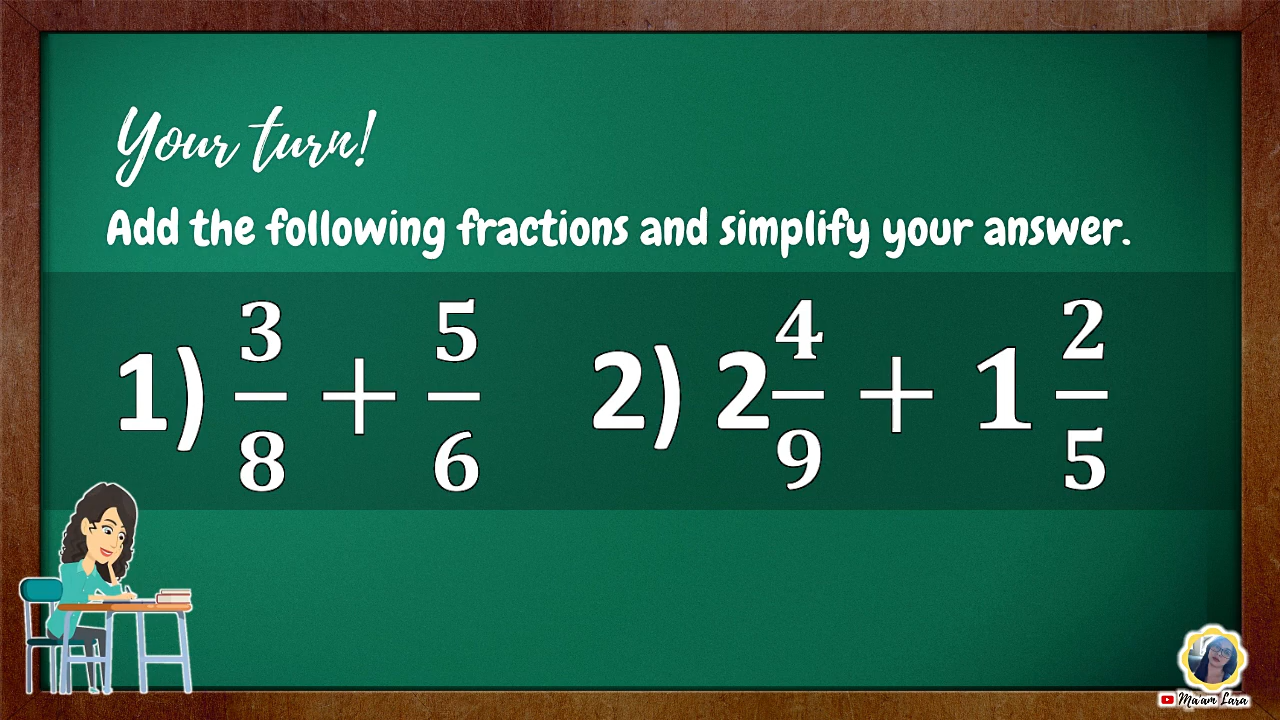 Your turn!
Add the following fractions and simplify your answer.
1) 3/8 + 5/6 2) 2 4/9 + 1 2/5
Ma'am Lara